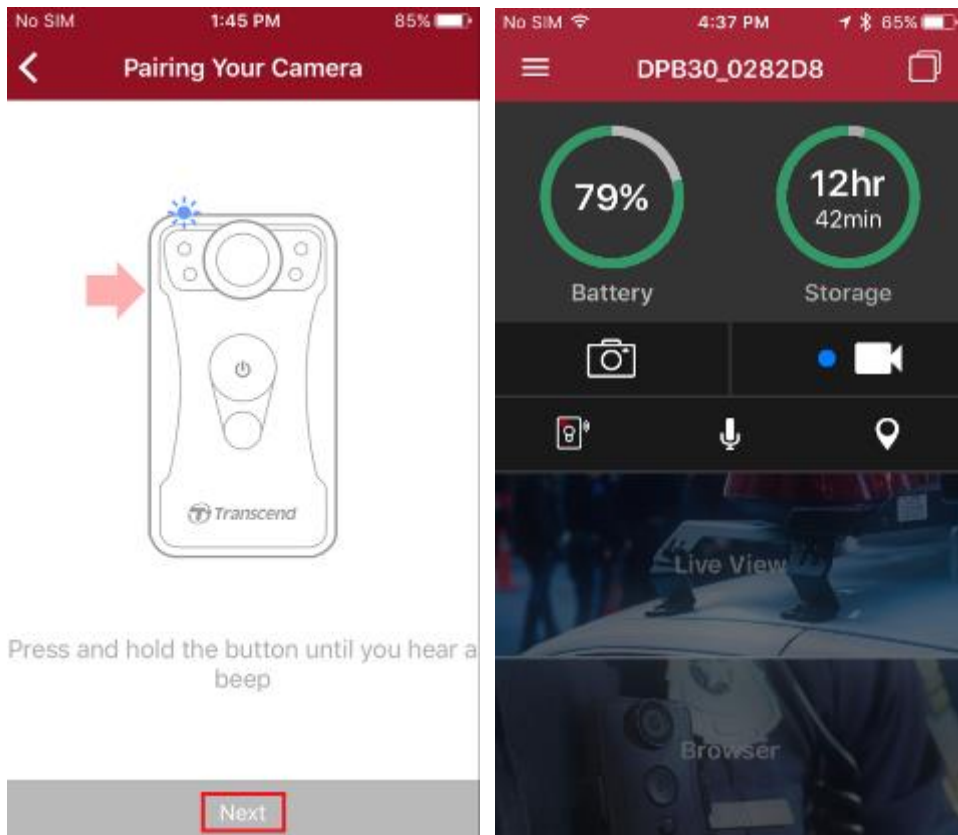 No SIM 1:45 PM 85%
Pairing Your Camera
Transcend
Press and hold the button until you hear a
beep
Next
No SIM 4:37 PM 65%
DPB30_0282D8
79%
Battery
12hr
42min
Storage
Live View
Browser